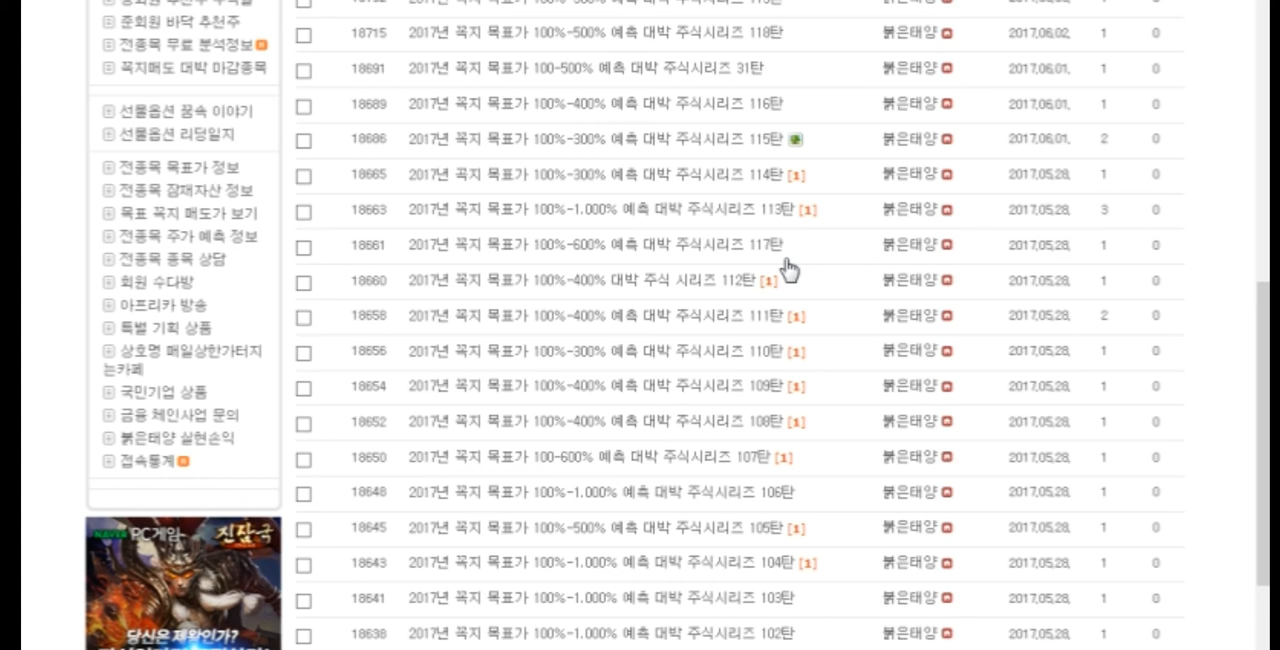 준회원 바닥 추천주
전종목 무료 분석정보
꼭지매도 대박 마감종목
선물옵션 꿈속 이야기
선물옵션 리딩일지
전종목 목표가 정보
전종목 잠재자산 정보
목표 꼭지 매도가 보기
전종목 주가 예측 정보
전종목 종목 상담
회원 수다방
아프리카 방송
특별 기획 상품
상호명 매일상한가터지
는카페
국민기업 상품
금융 체인사업 문의
붉은태양 실현손익
접속통계
NAVER PC게임
진삼국
당신은 제왕인가?
18715 2017년 꼭지 목표가 100%-500% 예측 대박 주식시리즈 118탄 붉은태양 2017.06.02. 1 0
18691 2017년 꼭지 목표가 100-500% 예측 대박 주식시리즈 31탄 붉은태양 2017.06.01. 1 0
18689 2017년 꼭지 목표가 100%-400% 예측 대박 주식시리즈 116탄 붉은태양 2017.06.01. 1 0
18686 2017년 꼭지 목표가 100%-300% 예측 대박 주식시리즈 115탄 붉은태양 2017.06.01. 2 0
18665 2017년 꼭지 목표가 100%-300% 예측 대박 주식시리즈 114탄 [1] 붉은태양 2017.05.28. 1 0
18663 2017년 꼭지 목표가 100%-1.000% 예측 대박 주식시리즈 113탄 [1] 붉은태양 2017.05.28. 3 0
18661 2017년 꼭지 목표가 100%-600% 예측 대박 주식시리즈 117탄 붉은태양 2017.05.28. 1 0
18660 2017년 꼭지 목표가 100%-400% 대박 주식 시리즈 112탄 [1] 붉은태양 2017.05.28. 1 0
18658 2017년 꼭지 목표가 100%-400% 예측 대박 주식시리즈 111탄 [1] 붉은태양 2017.05.28. 2 0
18656 2017년 꼭지 목표가 100%-300% 예측 대박 주식시리즈 110탄 [1] 붉은태양 2017.05.28. 1 0
18654 2017년 꼭지 목표가 100%-400% 예측 대박 주식시리즈 109탄 [1] 붉은태양 2017.05.28. 1 0
18652 2017년 꼭지 목표가 100%-400% 예측 대박 주식시리즈 108탄 [1] 붉은태양 2017.05.28. 1 0
18650 2017년 꼭지 목표가 100-600% 예측 대박 주식시리즈 107탄 [1] 붉은태양 2017.05.28. 1 0
18648 2017년 꼭지 목표가 100%-1.000% 예측 대박 주식시리즈 106탄 붉은태양 2017.05.28. 1 0
18645 2017년 꼭지 목표가 100%-500% 예측 대박 주식시리즈 105탄 [1] 붉은태양 2017.05.28. 1 0
18643 2017년 꼭지 목표가 100%-1.000% 예측 대박 주식시리즈 104탄 [1] 붉은태양 2017.05.28. 1 0
18641 2017년 꼭지 목표가 100%-1.000% 예측 대박 주식시리즈 103탄 붉은태양 2017.05.28. 1 0
18638 2017년 꼭지 목표가 100%-1.000% 예측 대박 주식시리즈 102탄 붉은태양 2017.05.28. 1 0